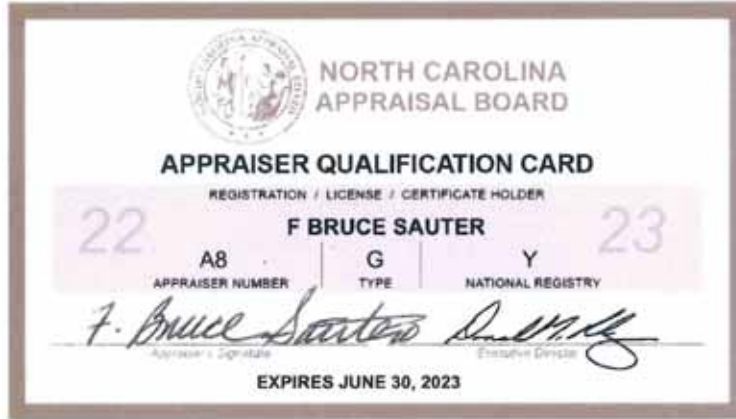 NORTH CAROLINA
APPRAISAL BOARD
APPRAISER QUALIFICATION CARD
REGISTRATION / LICENSE / CERTIFICATE HOLDER
22
23
F BRUCE SAUTER
A8 G Y
APPRAISER NUMBER TYPE NATIONAL REGISTRY
F. Bruce Sauter
Appraiser's Signature Executive Director
EXPIRES JUNE 30, 2023